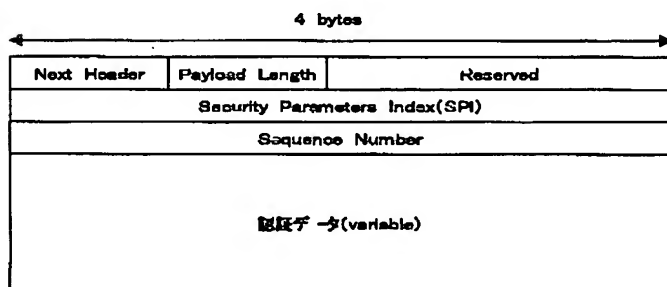 4 bytes
Next Header Payload Length Reserved
Security Parameters Index(SPI)
Sequence Number
認証データ(variable)